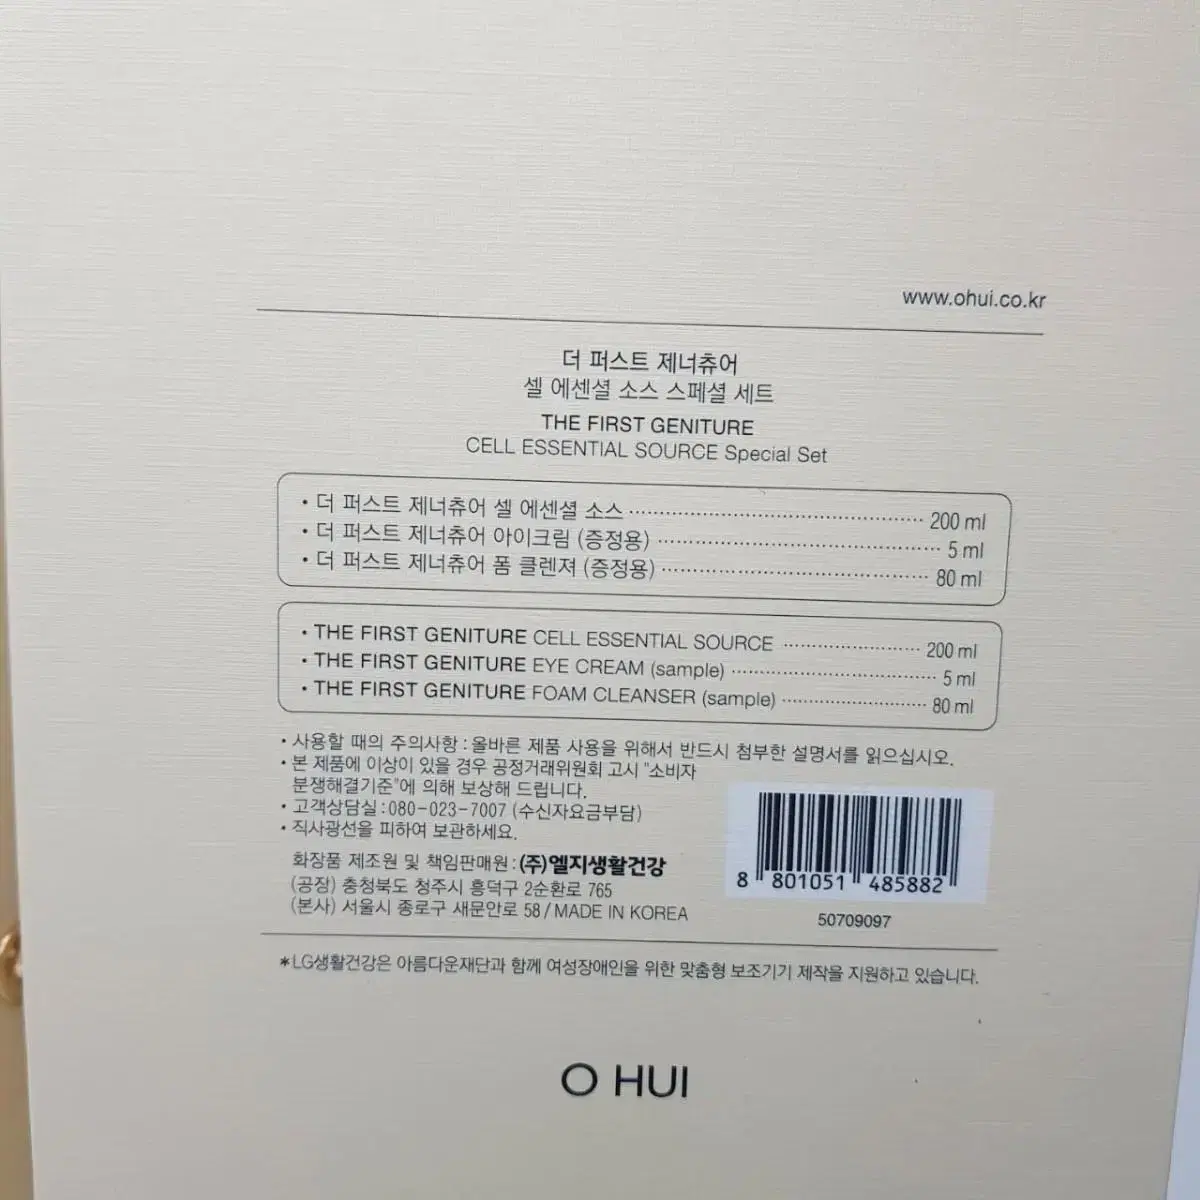 www.ohui.co.kr
더 퍼스트 제너츄어
셀 에센셜 소스 스페셜 세트
THE FIRST GENITURE
CELL ESSENTIAL SOURCE Special Set
• 더 퍼스트 제너츄어 셀 에센셜 소스 ········ 200 ml
• 더 퍼스트 제너츄어 아이크림 (증정용) ········ 5 ml
• 더 퍼스트 제너츄어 폼 클렌져 (증정용) ········ 80 ml
• THE FIRST GENITURE CELL ESSENTIAL SOURCE ········ 200 ml
• THE FIRST GENITURE EYE CREAM (sample) ········ 5 ml
• THE FIRST GENITURE FOAM CLEANSER (sample) ········ 80 ml
• 사용할 때의 주의사항 : 올바른 제품 사용을 위해서 반드시 첨부한 설명서를 읽으십시오.
• 본 제품에 이상이 있을 경우 공정거래위원회 고시 "소비자
분쟁해결기준"에 의해 보상해 드립니다.
• 고객상담실 : 080-023-7007 (수신자요금부담)
• 직사광선을 피하여 보관하세요.
화장품 제조원 및 책임판매원 : (주)엘지생활건강
(공장) 충청북도 청주시 흥덕구 2순환로 765
(본사) 서울시 종로구 새문안로 58 / MADE IN KOREA
8 801051 485882
50709097
*LG생활건강은 아름다운재단과 함께 여성장애인을 위한 맞춤형 보조기기 제작을 지원하고 있습니다.
O HUI